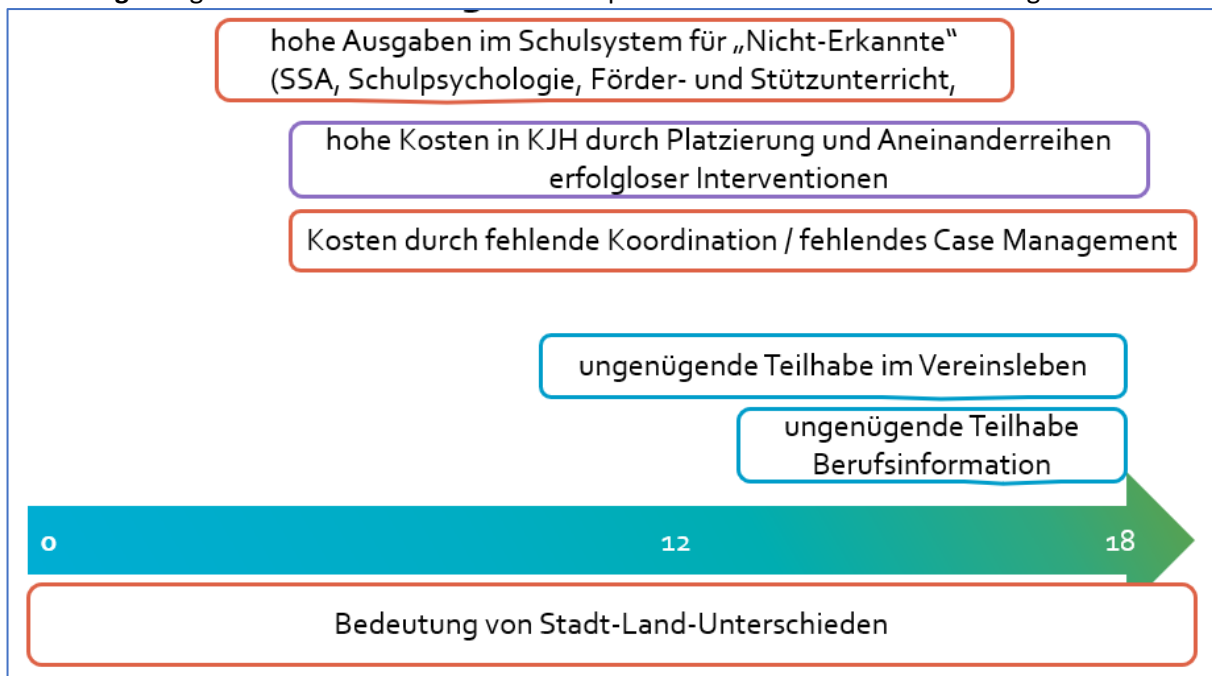 hohe Ausgaben im Schulsystem für „Nicht-Erkannte“
(SSA, Schulpsychologie, Förder- und Stützunterricht,
hohe Kosten in KJH durch Platzierung und Aneinanderreihen
erfolgloser Interventionen
Kosten durch fehlende Koordination / fehlendes Case Management
ungenügende Teilhabe im Vereinsleben
ungenügende Teilhabe
Berufsinformation
0 12 18
Bedeutung von Stadt-Land-Unterschieden